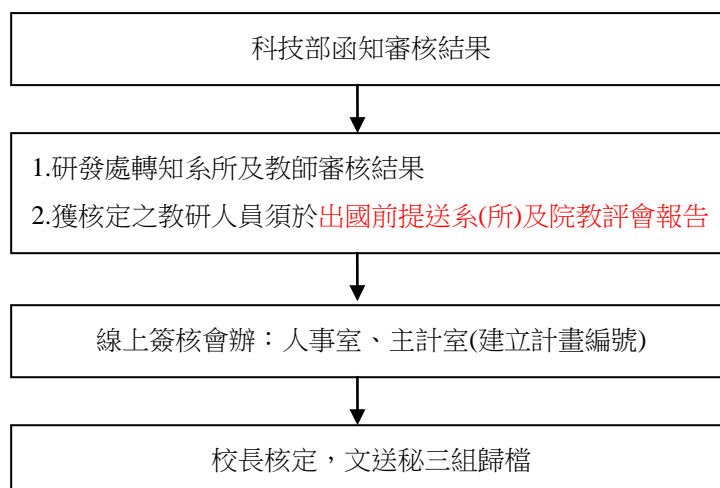 科技部函知審核結果
1.研發處轉知系所及教師審核結果
2.獲核定之教研人員須於出國前提送系(所)及院教評會報告
線上簽核會辦：人事室、主計室(建立計畫編號)
校長核定，文送秘三組歸檔